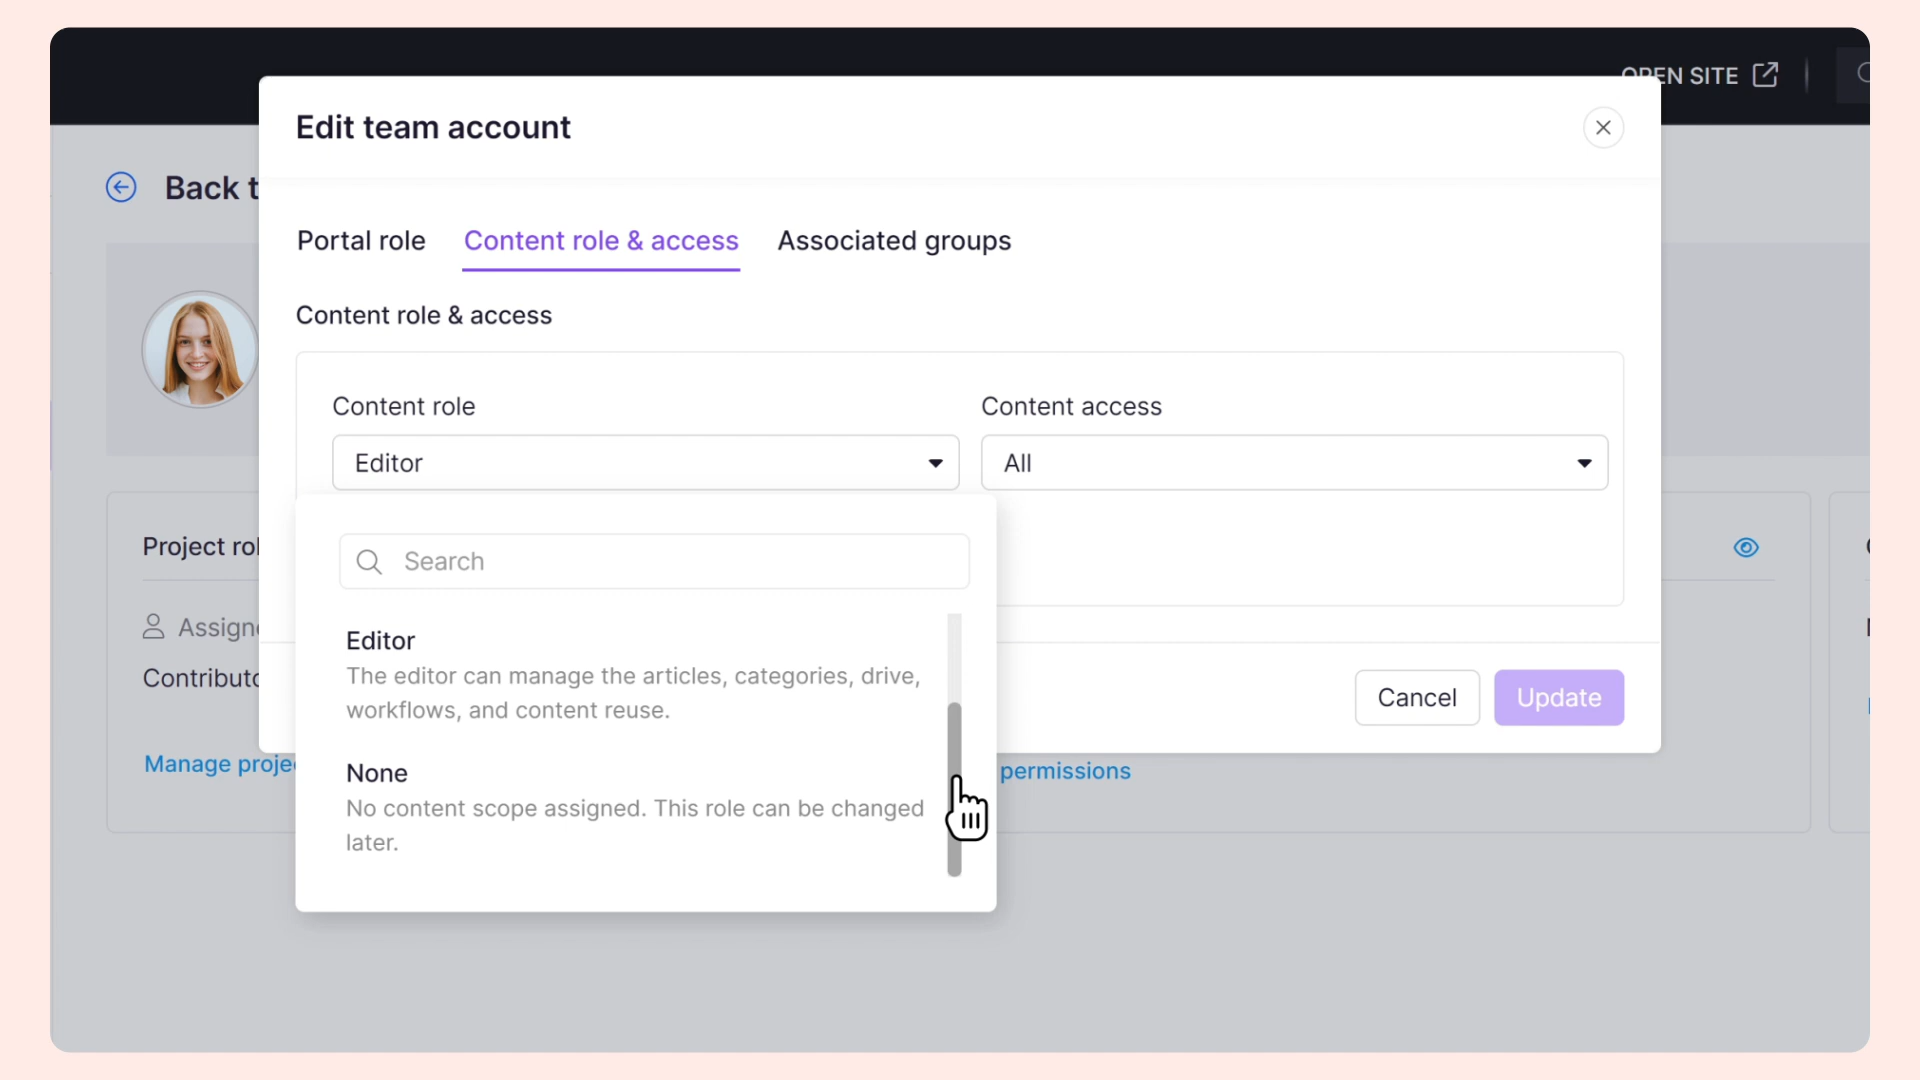 OPEN SITE
Edit team account
Back t
Portal role
Content role & access
Associated groups
Content role & access
Content role
Content access
Editor
All
Search
Project rol
Editor
The editor can manage the articles, categories, drive,
workflows, and content reuse.
Assigne
Contributo
None
No content scope assigned. This role can be changed
later.
Cancel
Update
Manage projec
permissions